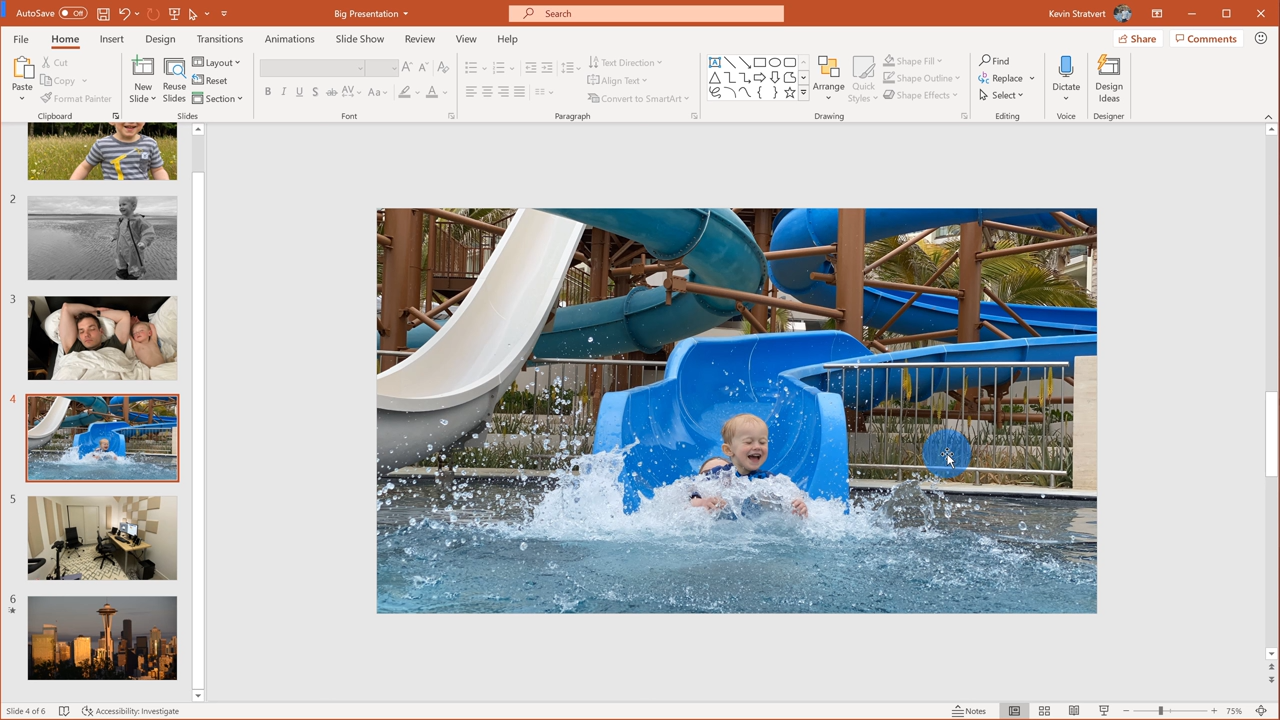 AutoSave Off Big Presentation Search Kevin Stratvert
File Home Insert Design Transitions Animations Slide Show Review View Help Share Comments
Paste Cut Copy Format Painter
Clipboard
New Slide Reuse Slides Layout Reset Section
Slides
B I U S ab AV Aa A A A A
Font
Text Direction Align Text Convert to SmartArt
Paragraph
Arrange Quick Styles Shape Fill Shape Outline Shape Effects
Drawing
Find Replace Select
Editing
Dictate
Voice
Design Ideas
Designer
2
3
4
5
6
Slide 4 of 6 Accessibility: Investigate Notes 75%